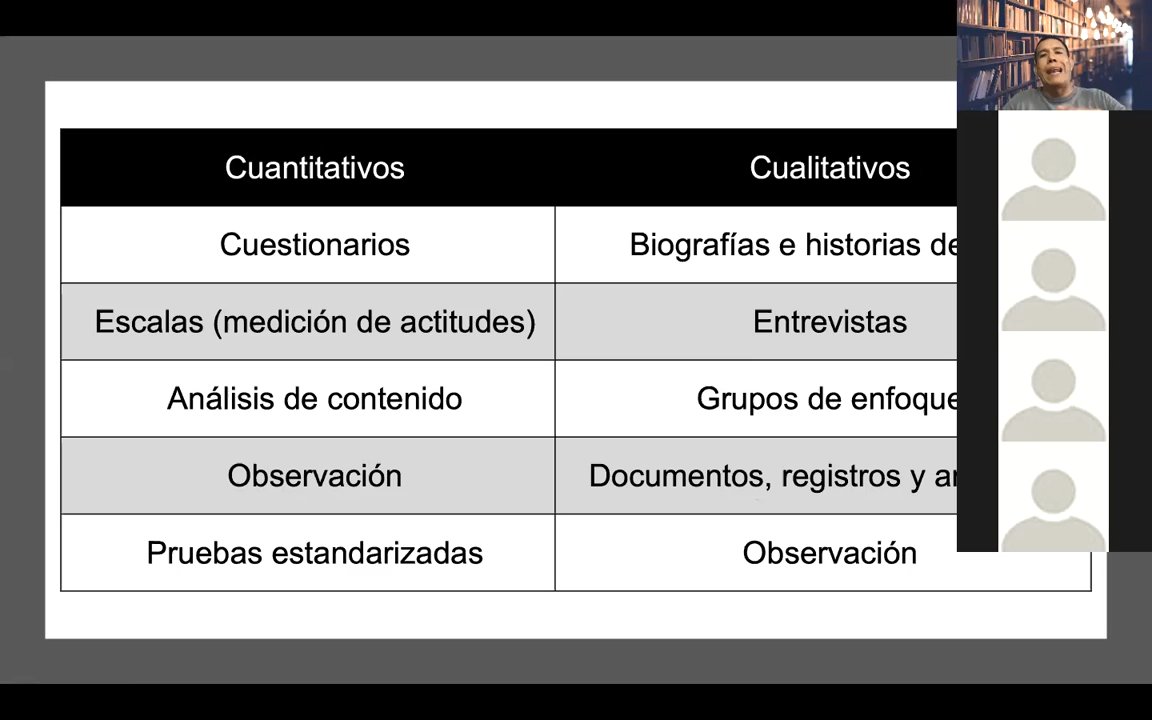 Cuantitativos Cualitativos
Cuestionarios Biografías e historias de
Escalas (medición de actitudes) Entrevistas
Análisis de contenido Grupos de enfoque
Observación Documentos, registros y
Pruebas estandarizadas Observación